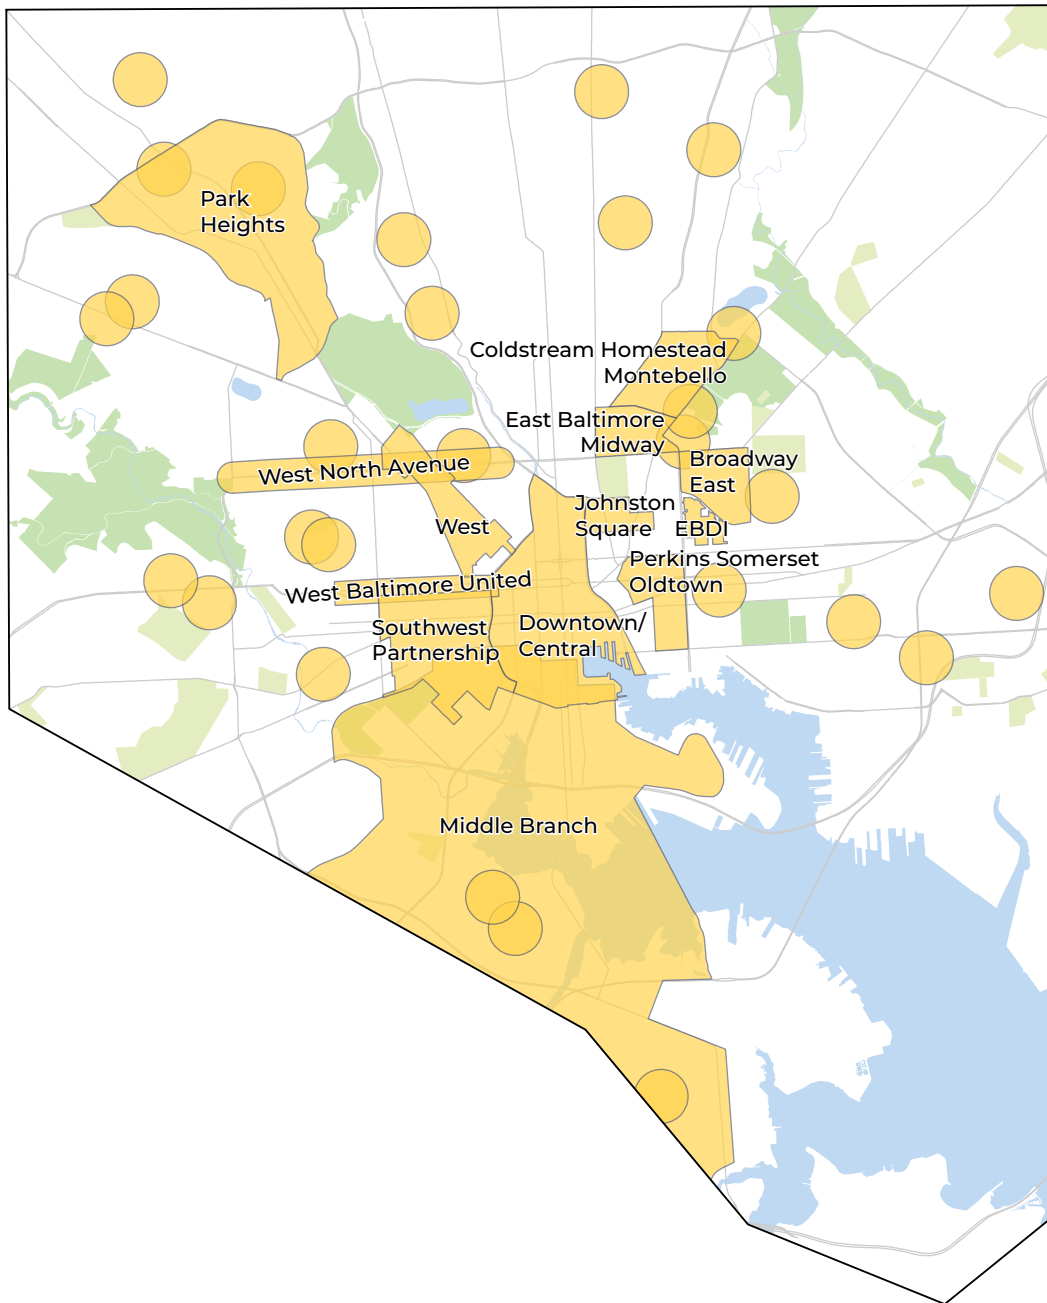 Park
Heights
Coldstream Homestead
Montebello
East Baltimore
Midway
Broadway
East
West North Avenue
Johnston
Square
EBDI
West
Perkins Somerset
Oldtown
West Baltimore United
Southwest
Partnership
Downtown/
Central
Middle Branch